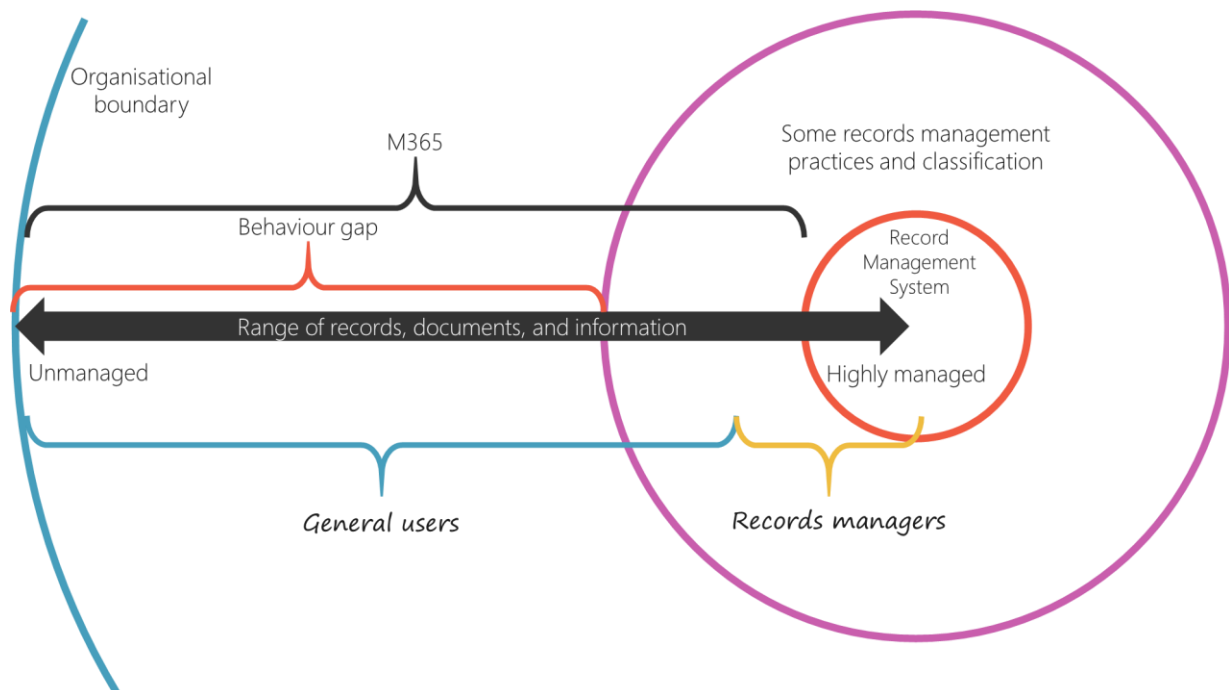 Organisational
boundary
M365
Some records management
practices and classification
Behaviour gap
Record
Management
System
Range of records, documents, and information
Unmanaged
Highly managed
General users
Records managers